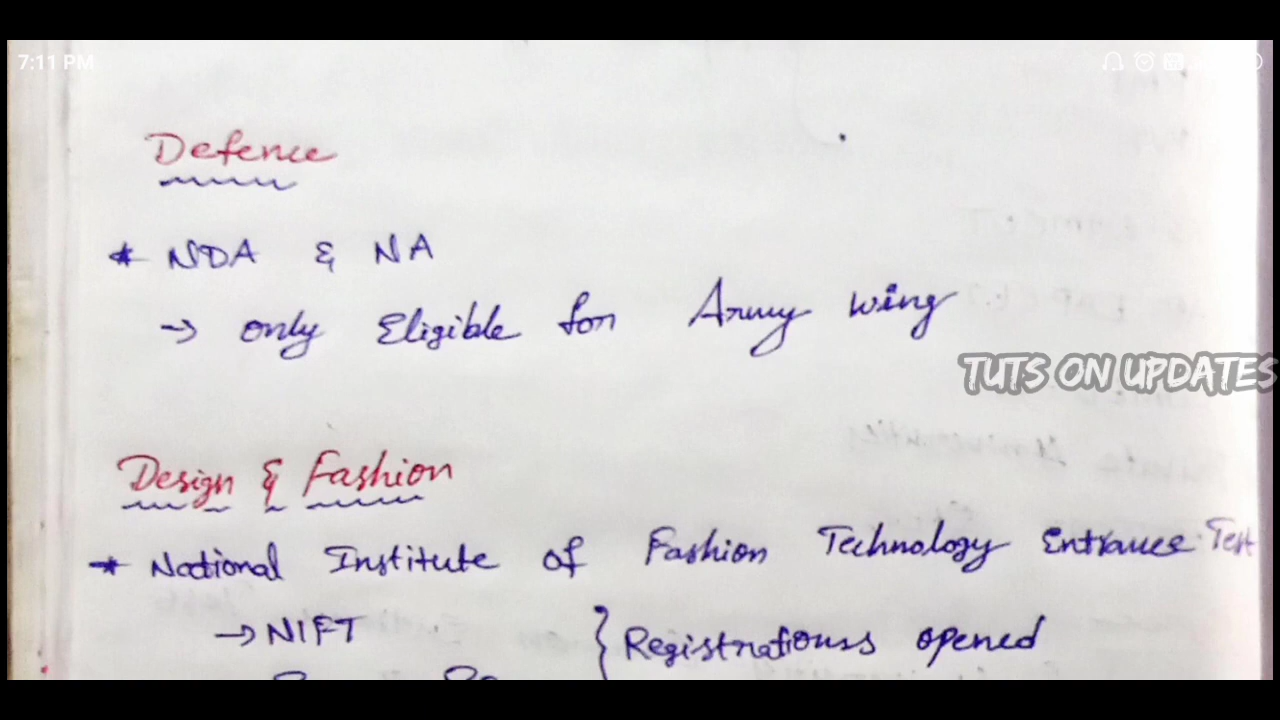 7:11 PM
Defence
* NDA & NA
→ only Eligible for Army wing
TUTS ON UPDATES
Design & Fashion
* National Institute of Fashion Technology Entrance Test
→ NIFT } Registrations opened